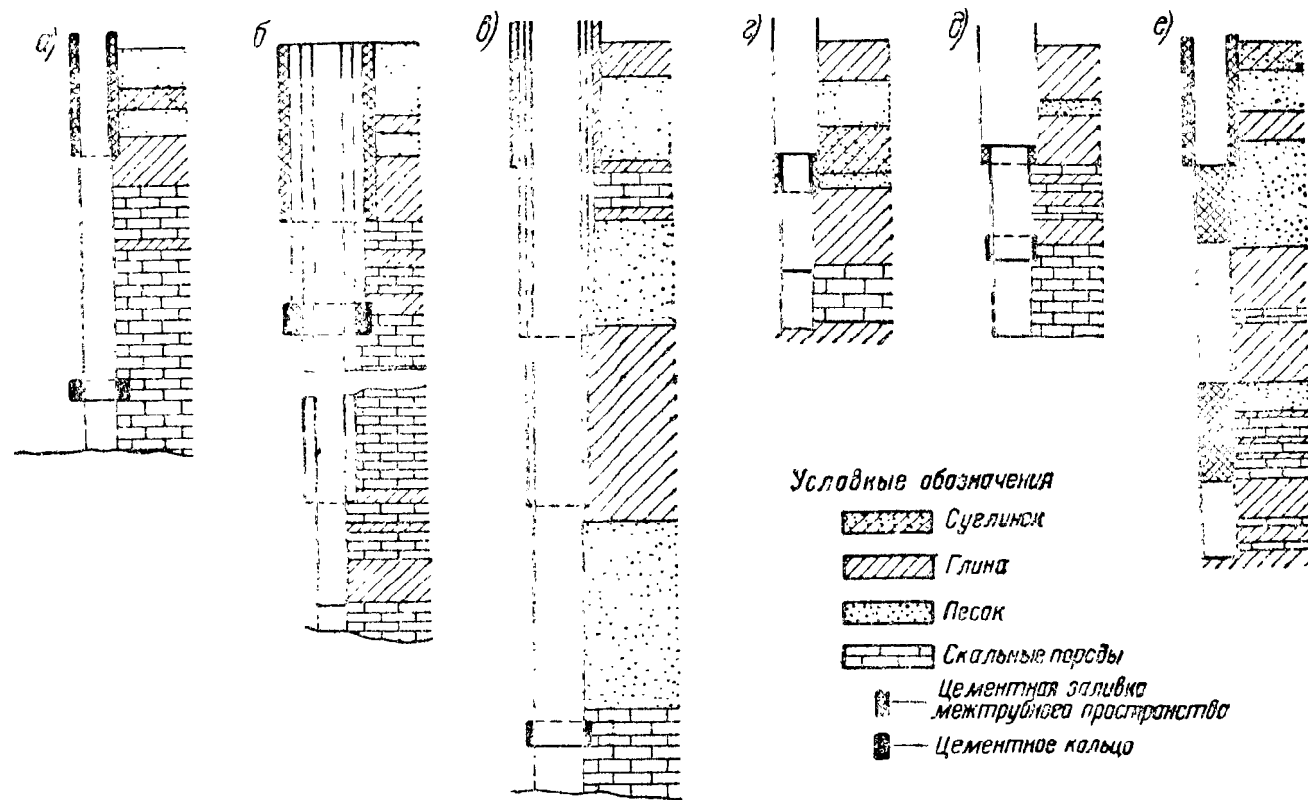 а)
б
в)
г)
д)
е)
Условные обозначения
Суглинок
Глина
Песок
Скальные породы
Цементная заливка
межтрубного пространства
Цементное кольцо